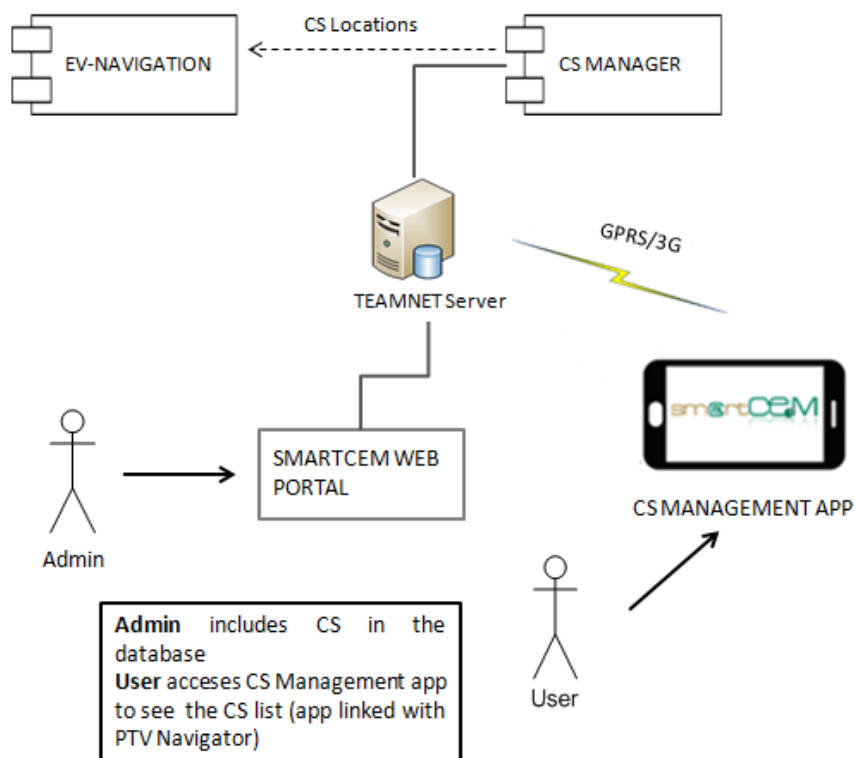 CS Locations
EV-NAVIGATION
CS MANAGER
GPRS/3G
TEAMNET Server
smartCEM
SMARTCEM WEB
PORTAL
CS MANAGEMENT APP
Admin
Admin includes CS in the
database
User acceses CS Management app
to see the CS list (app linked with
PTV Navigator)
User